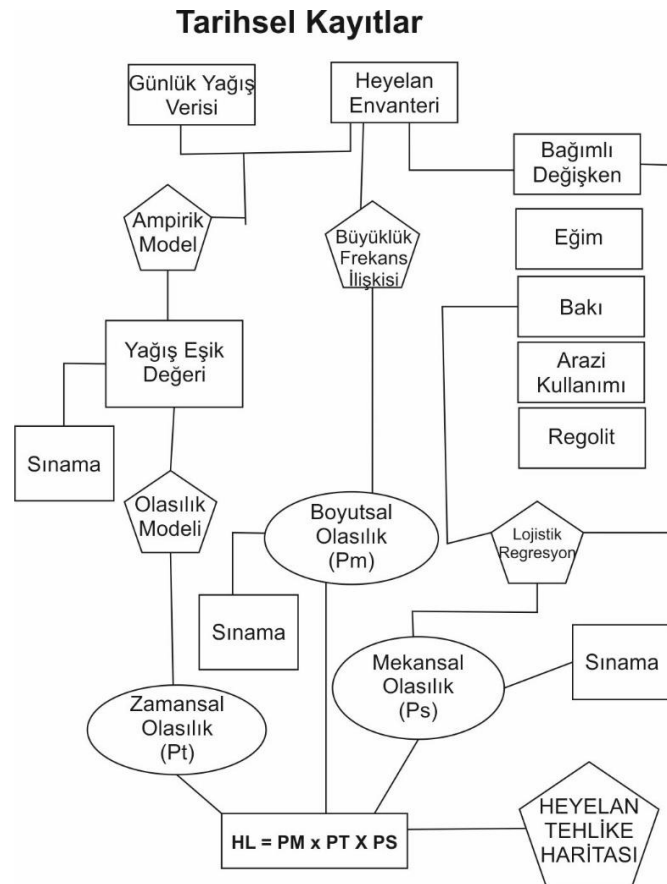 Tarihsel Kayıtlar
Günlük Yağış
Verisi
Heyelan
Envanteri
Bağımlı
Değişken
Ampirik
Model
Büyüklük
Frekans
İlişkisi
Eğim
Bakı
Arazi
Kullanımı
Regolit
Yağış Eşik
Değeri
Sınama
Olasılık
Modeli
Boyutsal
Olasılık
(Pm)
Lojistik
Regresyon
Sınama
Mekansal
Olasılık
(Ps)
Sınama
Zamansal
Olasılık
(Pt)
HL = PM x PT X PS
HEYELAN
TEHLİKE
HARİTASI